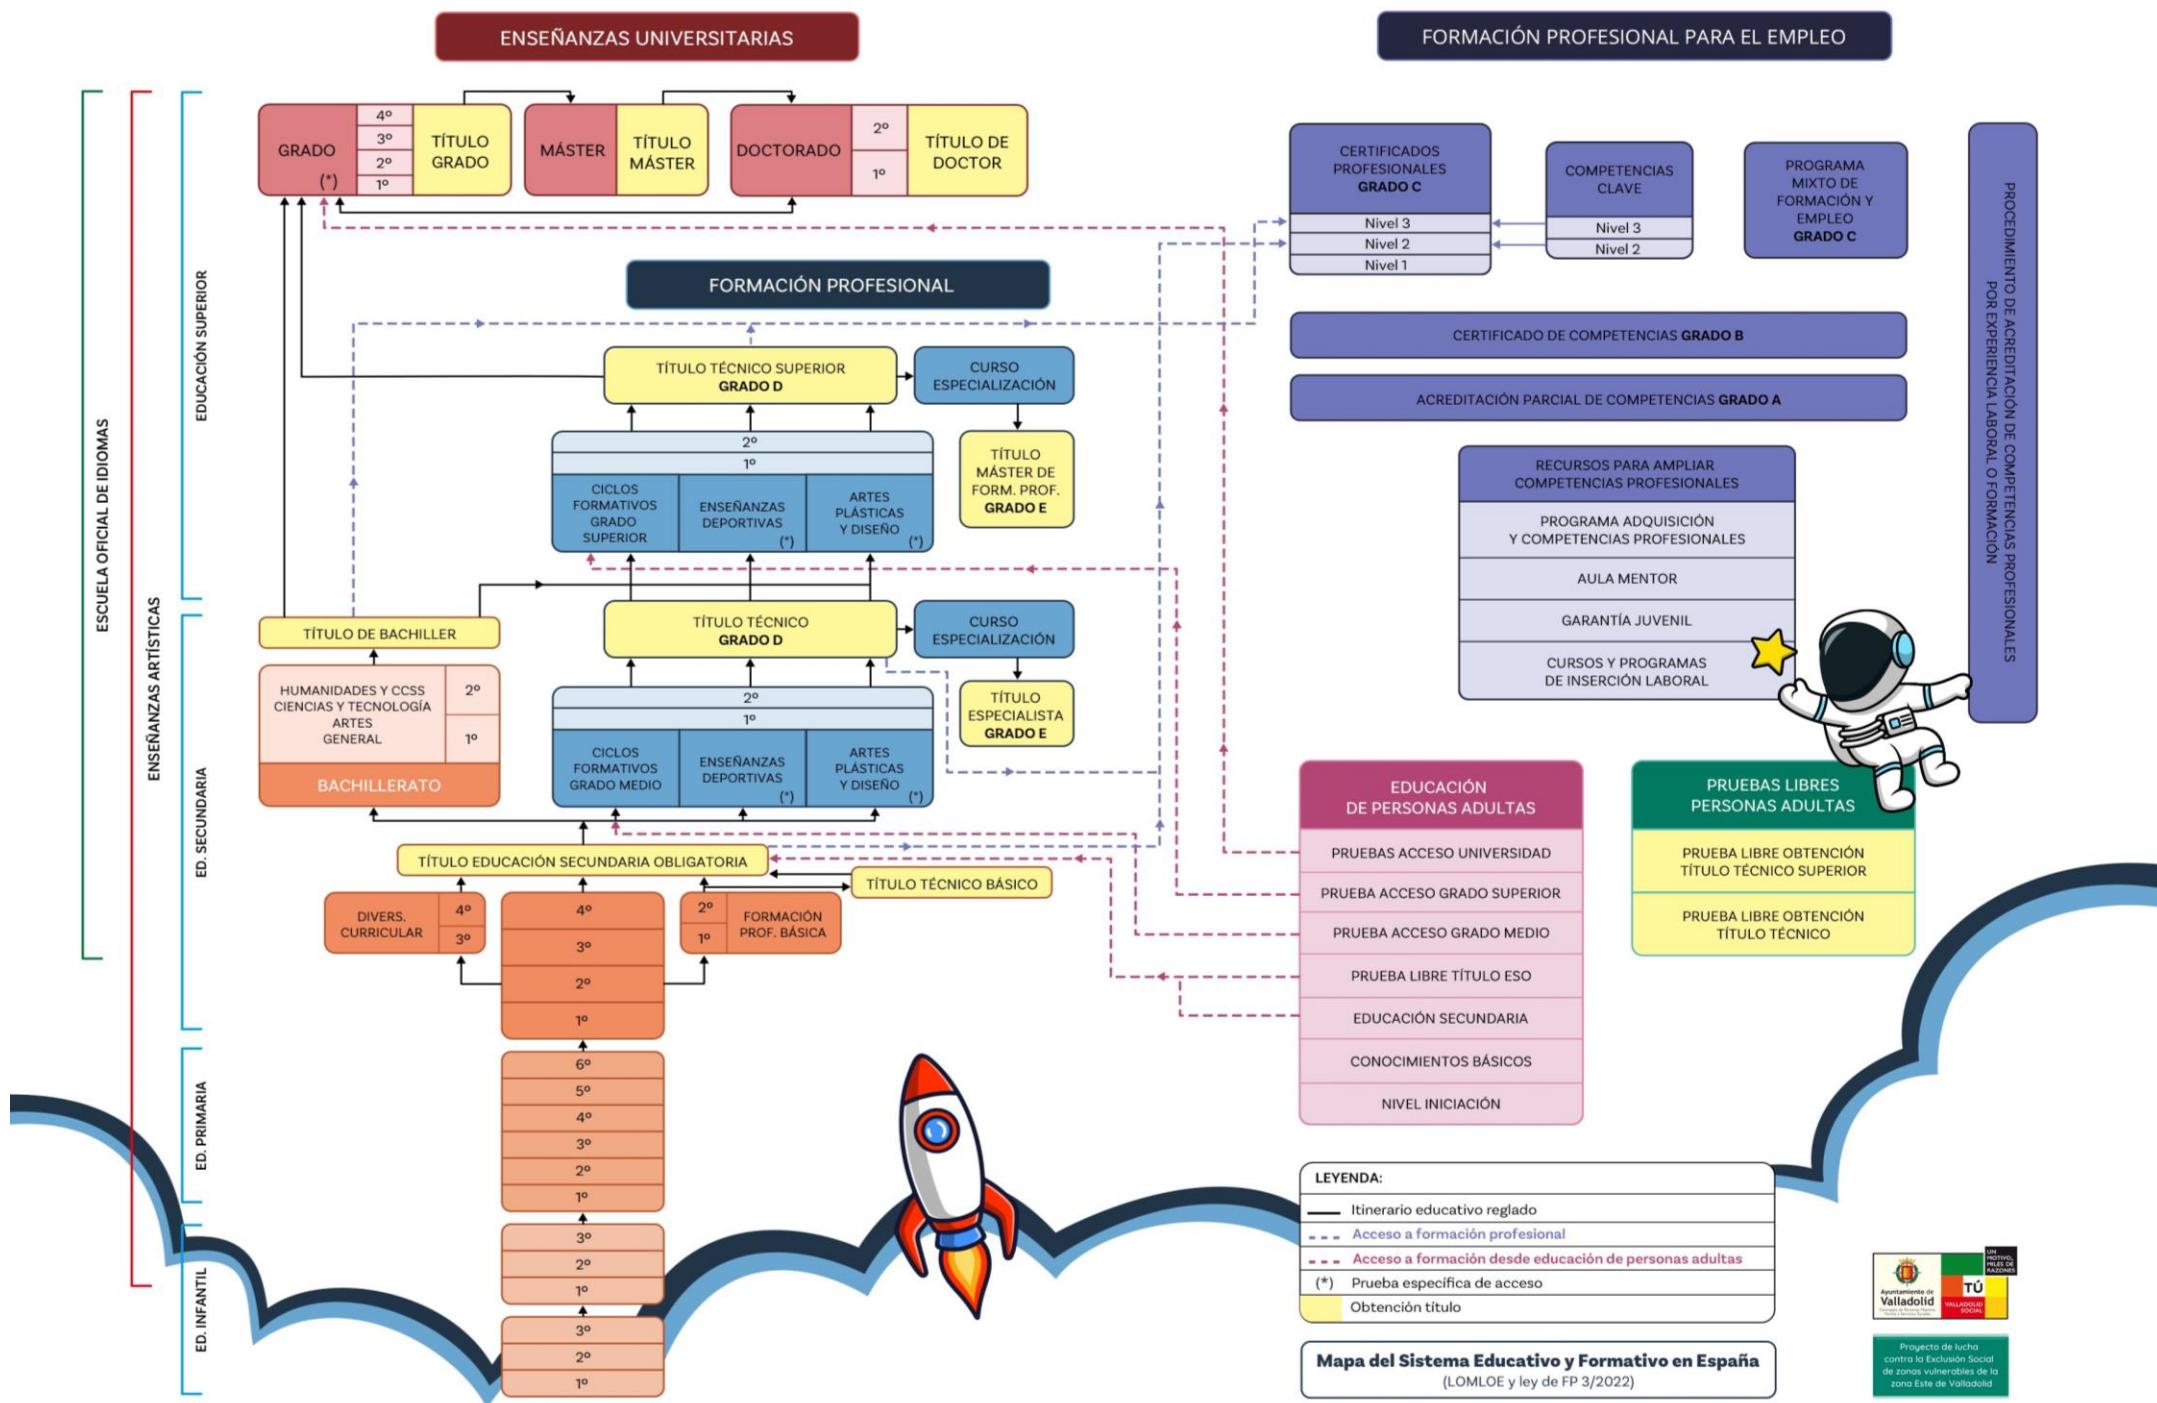 ENSEÑANZAS UNIVERSITARIAS
FORMACIÓN PROFESIONAL PARA EL EMPLEO
ESCUELA OFICIAL DE IDIOMAS
ENSEÑANZAS ARTÍSTICAS
EDUCACIÓN SUPERIOR
ED. SECUNDARIA
ED. PRIMARIA
ED. INFANTIL
GRADO
(*)
4º
3º
2º
1º
TÍTULO
GRADO
MÁSTER
TÍTULO
MÁSTER
DOCTORADO
2º
1º
TÍTULO DE
DOCTOR
FORMACIÓN PROFESIONAL
TÍTULO TÉCNICO SUPERIOR
GRADO D
CURSO
ESPECIALIZACIÓN
2º
1º
CICLOS
FORMATIVOS
GRADO
SUPERIOR
ENSEÑANZAS
DEPORTIVAS
(*)
ARTES
PLÁSTICAS
Y DISEÑO
(*)
TÍTULO
MÁSTER DE
FORM. PROF.
GRADO E
TÍTULO DE BACHILLER
TÍTULO TÉCNICO
GRADO D
CURSO
ESPECIALIZACIÓN
HUMANIDADES Y CCSS
CIENCIAS Y TECNOLOGÍA
ARTES
GENERAL
2º
1º
BACHILLERATO
2º
1º
CICLOS
FORMATIVOS
GRADO MEDIO
ENSEÑANZAS
DEPORTIVAS
(*)
ARTES
PLÁSTICAS
Y DISEÑO
(*)
TÍTULO
ESPECIALISTA
GRADO E
TÍTULO EDUCACIÓN SECUNDARIA OBLIGATORIA
TÍTULO TÉCNICO BÁSICO
DIVERS.
CURRICULAR
4º
3º
4º
3º
2º
1º
2º
1º
FORMACIÓN
PROF. BÁSICA
6º
5º
4º
3º
2º
1º
3º
2º
1º
3º
2º
1º
CERTIFICADOS
PROFESIONALES
GRADO C
Nivel 3
Nivel 2
Nivel 1
COMPETENCIAS
CLAVE
Nivel 3
Nivel 2
PROGRAMA
MIXTO DE
FORMACIÓN Y
EMPLEO
GRADO C
PROCEDIMIENTO DE ACREDITACIÓN DE COMPETENCIAS PROFESIONALES
POR EXPERIENCIA LABORAL O FORMACIÓN
CERTIFICADO DE COMPETENCIAS GRADO B
ACREDITACIÓN PARCIAL DE COMPETENCIAS GRADO A
RECURSOS PARA AMPLIAR
COMPETENCIAS PROFESIONALES
PROGRAMA ADQUISICIÓN
Y COMPETENCIAS PROFESIONALES
AULA MENTOR
GARANTÍA JUVENIL
CURSOS Y PROGRAMAS
DE INSERCIÓN LABORAL
EDUCACIÓN
DE PERSONAS ADULTAS
PRUEBAS ACCESO UNIVERSIDAD
PRUEBA ACCESO GRADO SUPERIOR
PRUEBA ACCESO GRADO MEDIO
PRUEBA LIBRE TÍTULO ESO
EDUCACIÓN SECUNDARIA
CONOCIMIENTOS BÁSICOS
NIVEL INICIACIÓN
PRUEBAS LIBRES
PERSONAS ADULTAS
PRUEBA LIBRE OBTENCIÓN
TÍTULO TÉCNICO SUPERIOR
PRUEBA LIBRE OBTENCIÓN
TÍTULO TÉCNICO
LEYENDA:
Itinerario educativo reglado
Acceso a formación profesional
Acceso a formación desde educación de personas adultas
(*) Prueba específica de acceso
Obtención título
Mapa del Sistema Educativo y Formativo en España
(LOMLOE y ley de FP 3/2022)
Ayuntamiento de
Valladolid
UN
MOTIVO,
MILES DE
RAZONES
TÚ
VALLADOLID
SOCIAL
Proyecto de lucha
contra la Exclusión Social
de zonas vulnerables de la
zona Este de Valladolid